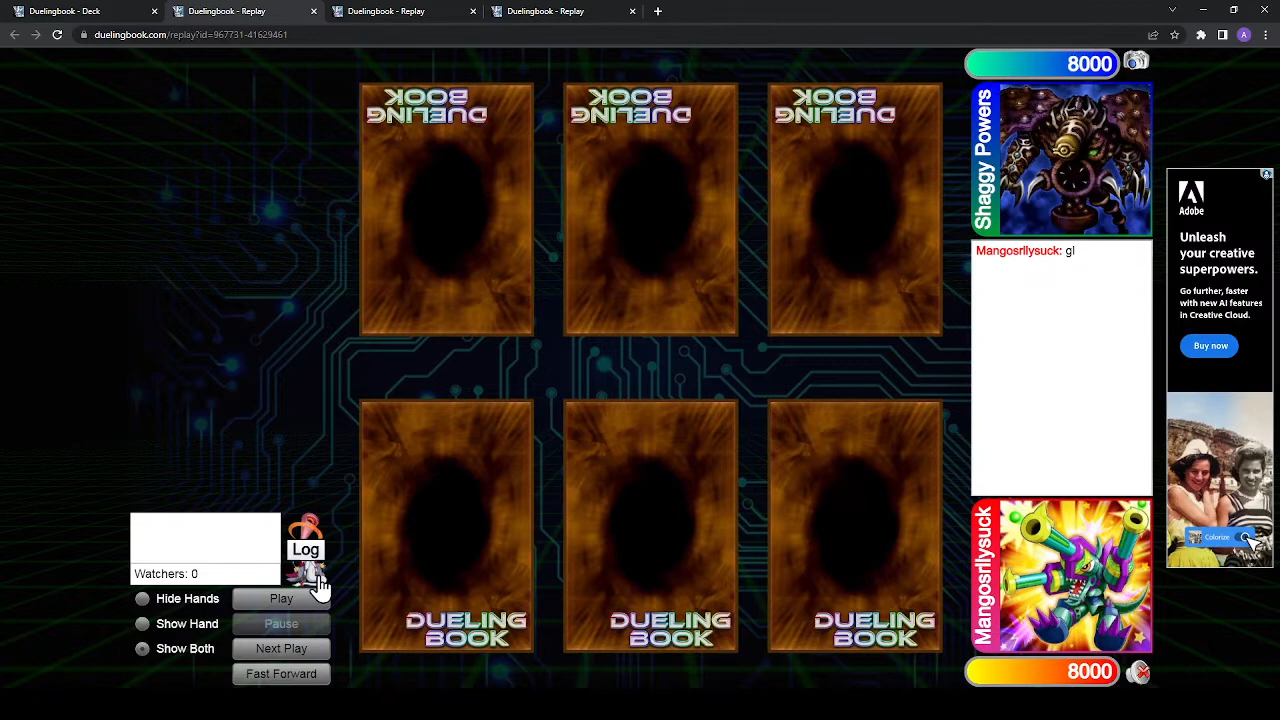 Duelingbook - Deck
Duelingbook - Replay
Duelingbook - Replay
Duelingbook - Replay
duelingbook.com/replay?id=967731-41629461
A
8000
DUELING
BOOK
DUELING
BOOK
DUELING
BOOK
Shaggy Powers
Mangosrllysuck: gl
Adobe
Unleash
your creative
superpowers.
Go further, faster
with new AI features
in Creative Cloud.
Buy now
Colorize
DUELING
BOOK
DUELING
BOOK
DUELING
BOOK
Mangosrllysuck
8000
Log
Watchers: 0
Hide Hands
Play
Show Hand
Pause
Show Both
Next Play
Fast Forward